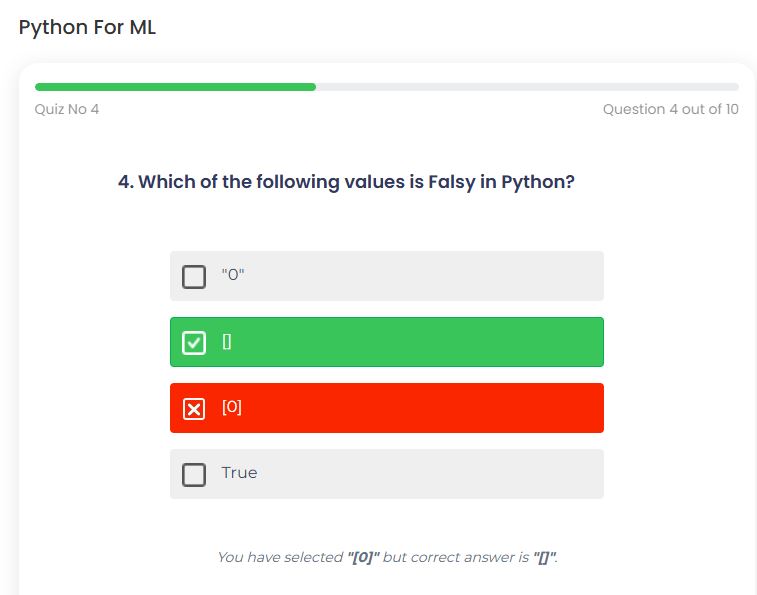 Python For ML
Quiz No 4
Question 4 out of 10
4. Which of the following values is Falsy in Python?
"0"
[]
[0]
True
You have selected "[0]" but correct answer is "[]".